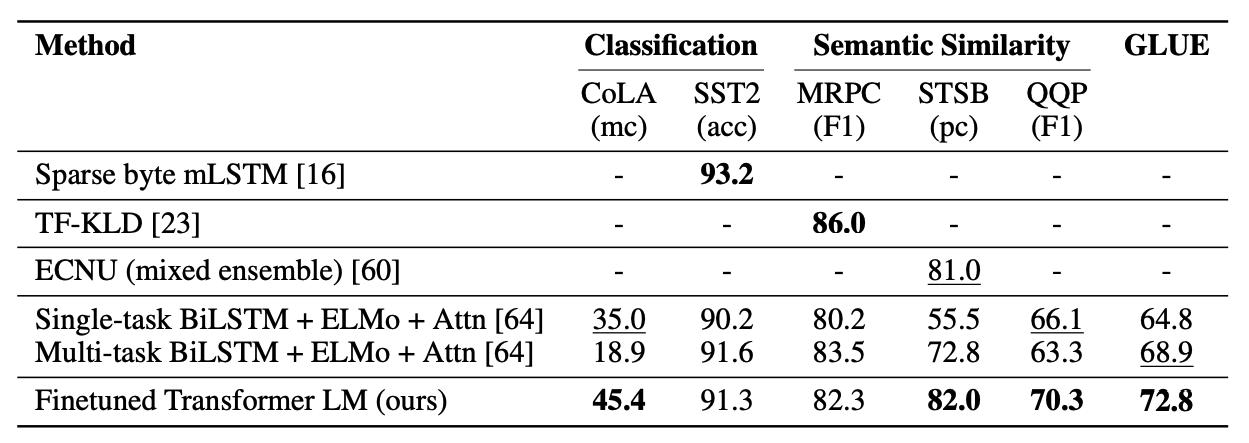 Method Classification Semantic Similarity GLUE
CoLA SST2 MRPC STSB QQP
(mc) (acc) (F1) (pc) (F1)
Sparse byte mLSTM [16] - 93.2 - - - -
TF-KLD [23] - - 86.0 - - -
ECNU (mixed ensemble) [60] - - - 81.0 - -
Single-task BiLSTM + ELMo + Attn [64] 35.0 90.2 80.2 55.5 66.1 64.8
Multi-task BiLSTM + ELMo + Attn [64] 18.9 91.6 83.5 72.8 63.3 68.9
Finetuned Transformer LM (ours) 45.4 91.3 82.3 82.0 70.3 72.8